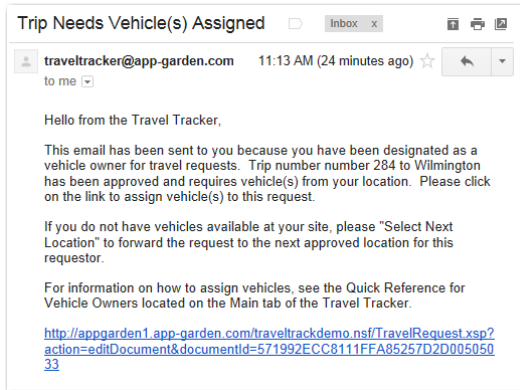 Trip Needs Vehicle(s) Assigned Inbox x
traveltracker@app-garden.com 11:13 AM (24 minutes ago)
to me
Hello from the Travel Tracker,
This email has been sent to you because you have been designated as a
vehicle owner for travel requests. Trip number number 284 to Wilmington
has been approved and requires vehicle(s) from your location. Please click
on the link to assign vehicle(s) to this request.
If you do not have vehicles available at your site, please "Select Next
Location" to forward the request to the next approved location for this
requestor.
For information on how to assign vehicles, see the Quick Reference for
Vehicle Owners located on the Main tab of the Travel Tracker.
http://appgarden1.app-garden.com/traveltrackdemo.nsf/TravelRequest.xsp?
action=editDocument&documentId=571992ECC8111FFA85257D2D005050
33